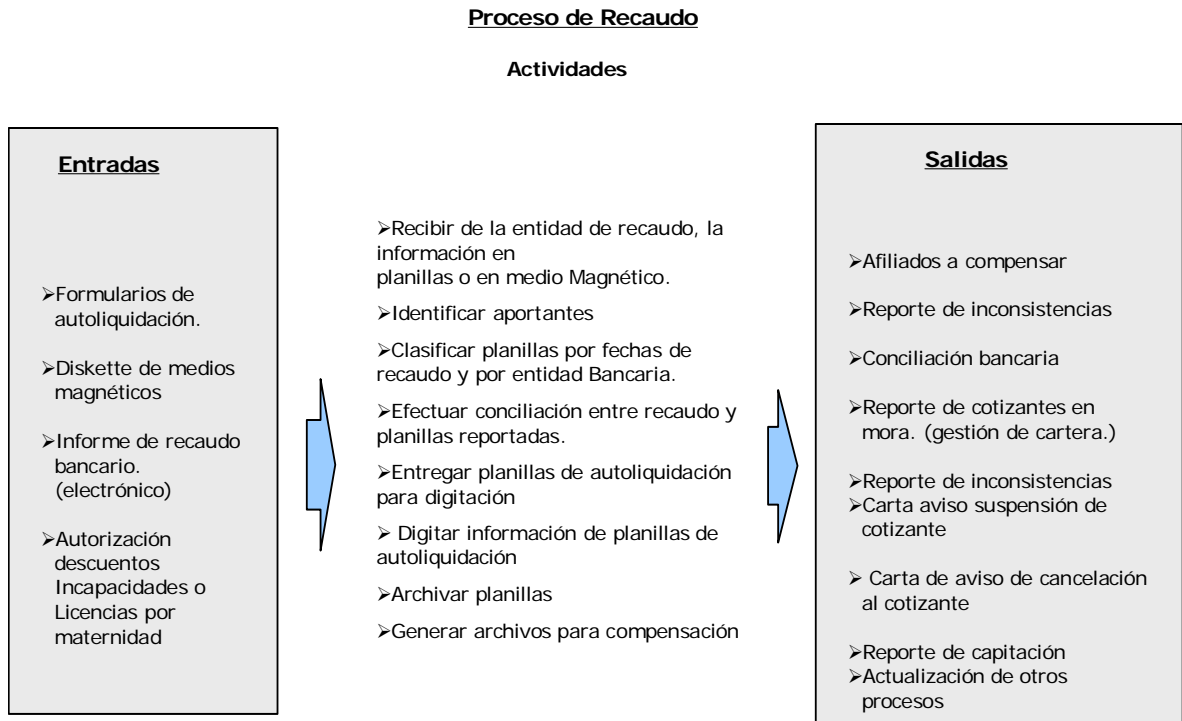 Proceso de Recaudo
Actividades
Entradas
➢Formularios de
autoliquidación.
➢Diskette de medios
magnéticos
➢Informe de recaudo
bancario.
(electrónico)
➢Autorización
descuentos
Incapacidades o
Licencias por
maternidad
➢Recibir de la entidad de recaudo, la
información en
planillas o en medio Magnético.
➢Identificar aportantes
➢Clasificar planillas por fechas de
recaudo y por entidad Bancaria.
➢Efectuar conciliación entre recaudo y
planillas reportadas.
➢Entregar planillas de autoliquidación
para digitación
➢ Digitar información de planillas de
autoliquidación
➢Archivar planillas
➢Generar archivos para compensación
Salidas
➢Afiliados a compensar
➢Reporte de inconsistencias
➢Conciliación bancaria
➢Reporte de cotizantes en
mora. (gestión de cartera.)
➢Reporte de inconsistencias
➢Carta aviso suspensión de
cotizante
➢ Carta de aviso de cancelación
al cotizante
➢Reporte de capitación
➢Actualización de otros
procesos